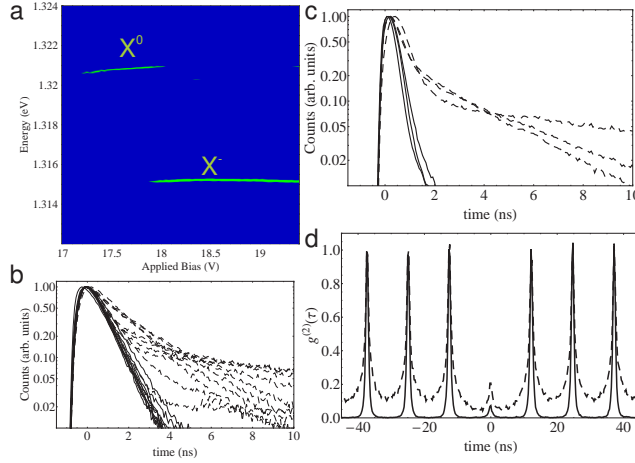 a
1.324
1.322
1.32
1.318
1.316
1.314
Energy (eV)
X⁰
X⁻
17 17.5 18 18.5 19
Applied Bias (V)
b
1.00
0.50
0.20
0.10
0.05
0.02
Counts (arb. units)
0 2 4 6 8 10
time (ns)
c
1.00
0.50
0.20
0.10
0.05
0.02
Counts (arb. units)
0 2 4 6 8 10
time (ns)
d
1.0
0.8
0.6
0.4
0.2
0
g⁽²⁾(τ)
−40 −20 0 20 40
time (ns)